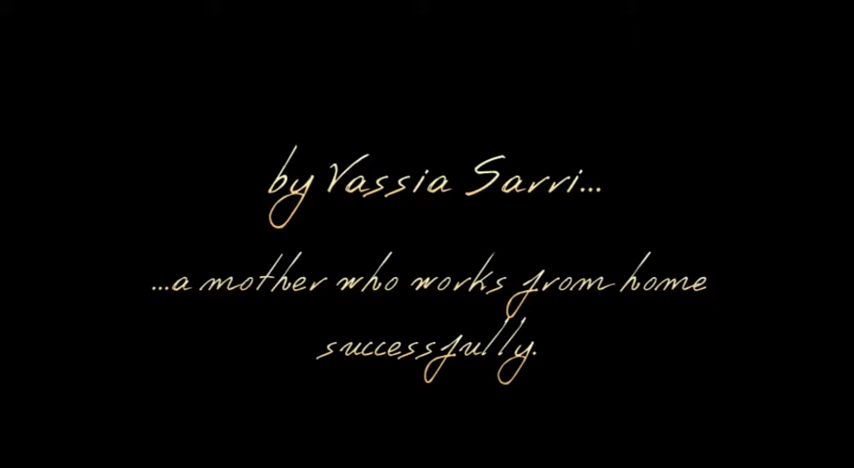 by Vassia Sarri...
...a mother who works from home
successfully.